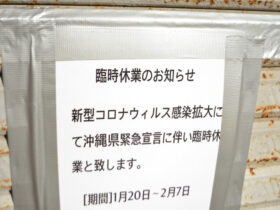 臨時休業のお知らせ
新型コロナウィルス感染拡大に
て沖縄県緊急宣言に伴い臨時休
業と致します。
[期間]1月20日~2月7日